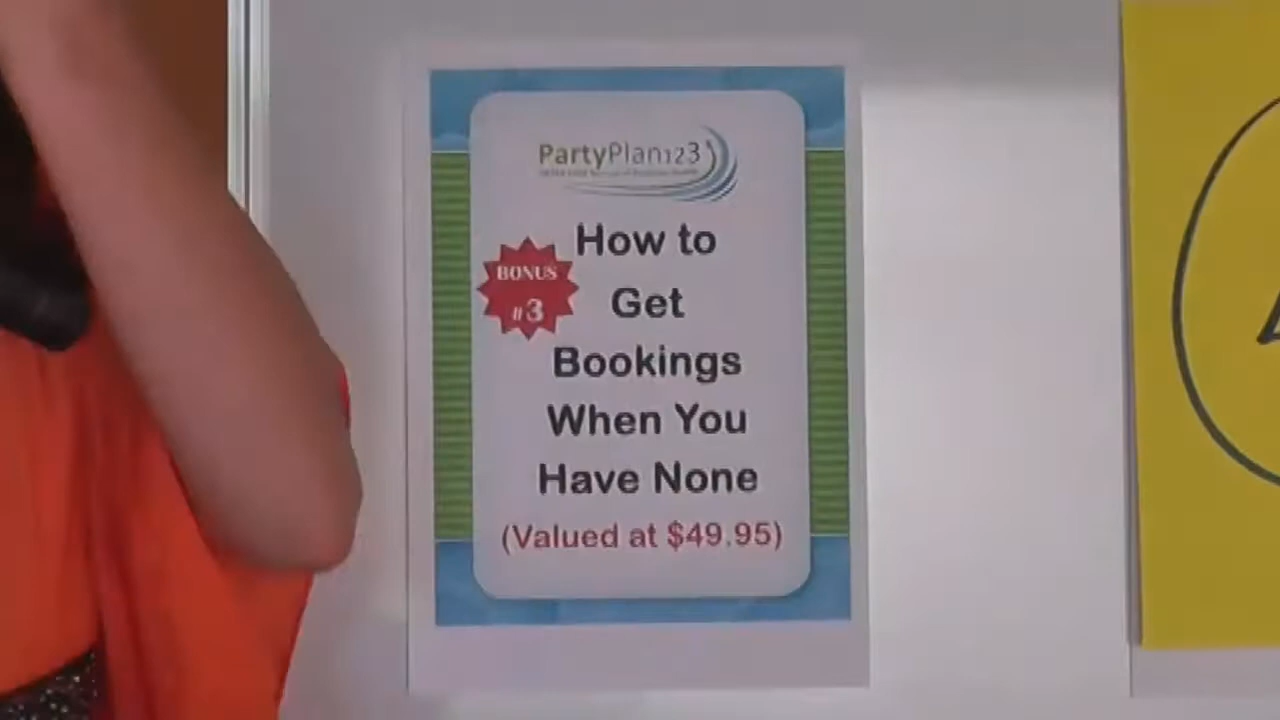 PartyPlan123
How to
BONUS
#3
Get
Bookings
When You
Have None
(Valued at $49.95)